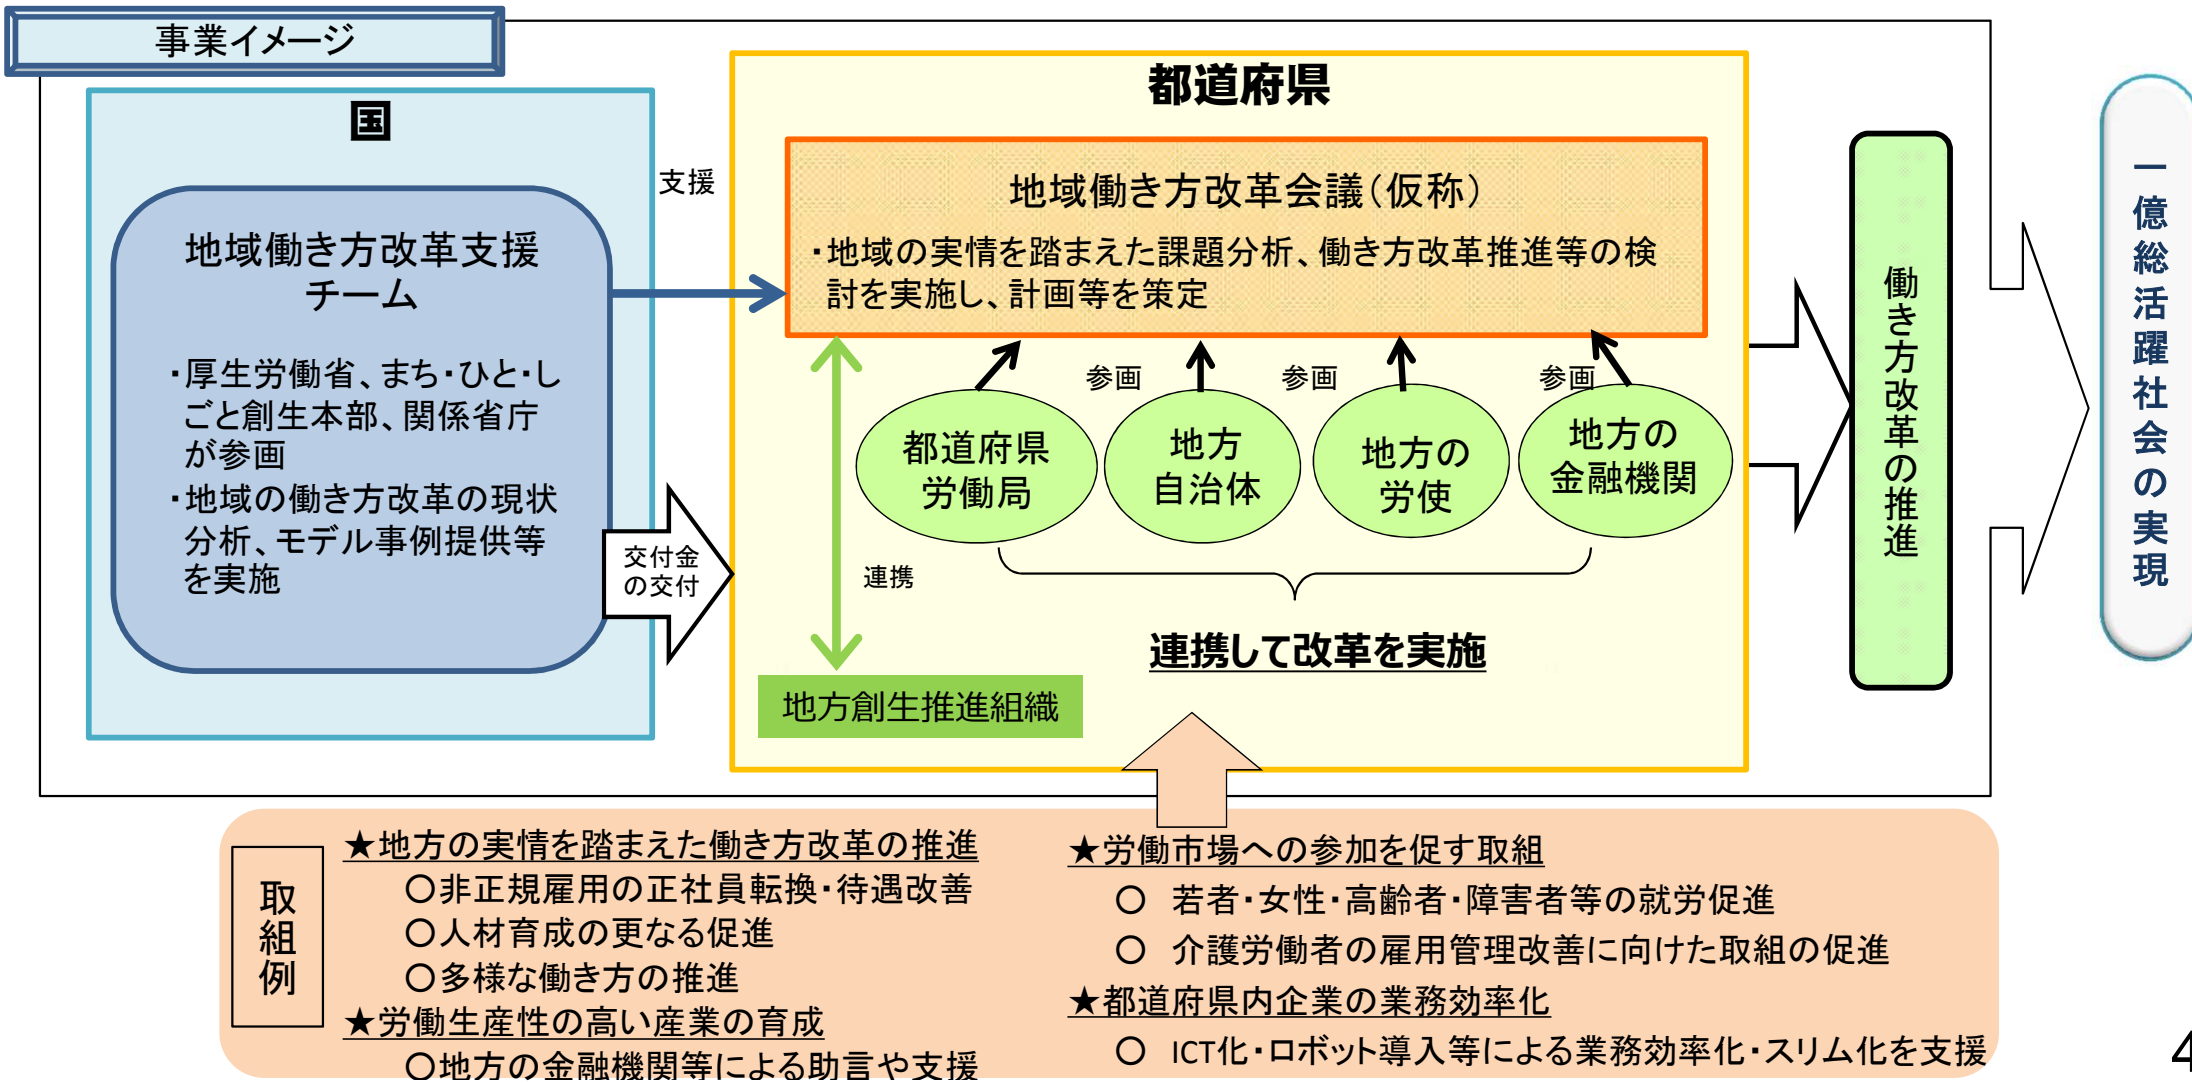 事業イメージ
国
地域働き方改革支援
チーム
・厚生労働省、まち・ひと・し
ごと創生本部、関係省庁
が参画
・地域の働き方改革の現状
分析、モデル事例提供等
を実施
支援
交付金
の交付
都道府県
地域働き方改革会議(仮称)
・地域の実情を踏まえた課題分析、働き方改革推進等の検
討を実施し、計画等を策定
参画
参画
参画
都道府県
労働局
地方
自治体
地方の
労使
地方の
金融機関
連携
連携して改革を実施
地方創生推進組織
働き方改革の推進
一億総活躍社会の実現
取組例
★地方の実情を踏まえた働き方改革の推進
○非正規雇用の正社員転換・待遇改善
○人材育成の更なる促進
○多様な働き方の推進
★労働生産性の高い産業の育成
○地方の金融機関等による助言や支援
★労働市場への参加を促す取組
○ 若者・女性・高齢者・障害者等の就労促進
○ 介護労働者の雇用管理改善に向けた取組の促進
★都道府県内企業の業務効率化
○ ICT化・ロボット導入等による業務効率化・スリム化を支援
4